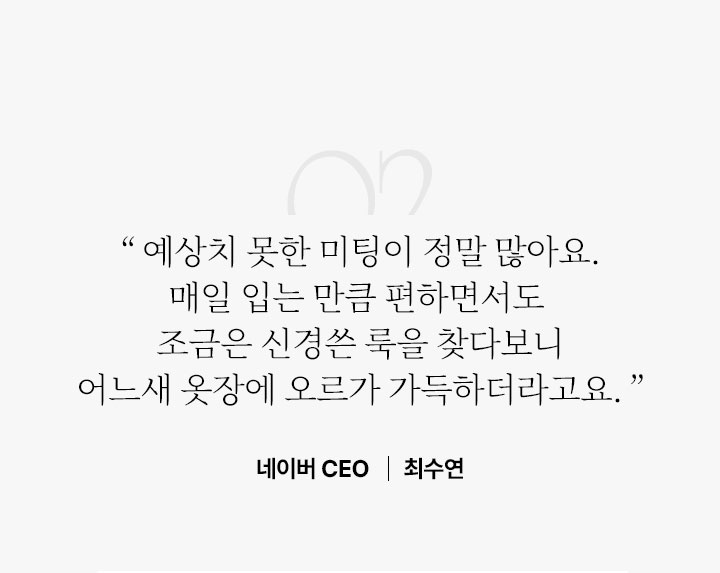 02
“ 예상치 못한 미팅이 정말 많아요.
매일 입는 만큼 편하면서도
조금은 신경쓴 룩을 찾다보니
어느새 옷장에 오르가 가득하더라고요. ”
네이버 CEO | 최수연